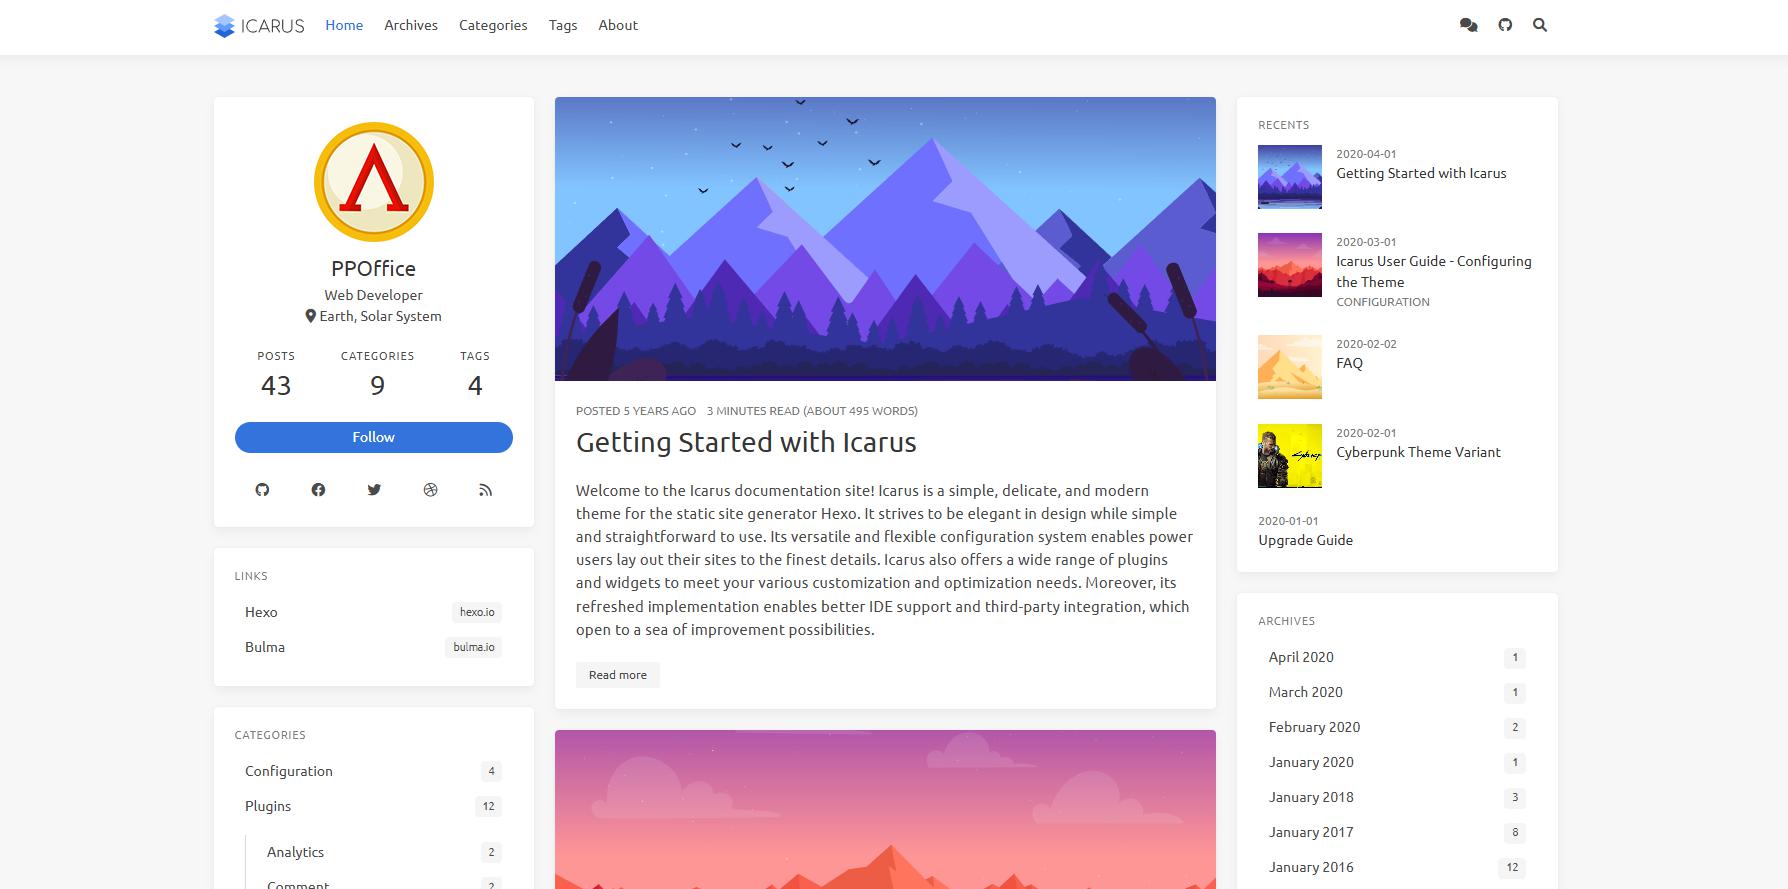 ICARUS Home Archives Categories Tags About
PPOffice
Web Developer
Earth, Solar System
POSTS CATEGORIES TAGS
43 9 4
Follow
LINKS
Hexo hexo.io
Bulma bulma.io
CATEGORIES
Configuration 4
Plugins 12
Analytics 2
Comment 2
POSTED 5 YEARS AGO 3 MINUTES READ (ABOUT 495 WORDS)
Getting Started with Icarus
Welcome to the Icarus documentation site! Icarus is a simple, delicate, and modern
theme for the static site generator Hexo. It strives to be elegant in design while simple
and straightforward to use. Its versatile and flexible configuration system enables power
users lay out their sites to the finest details. Icarus also offers a wide range of plugins
and widgets to meet your various customization and optimization needs. Moreover, its
refreshed implementation enables better IDE support and third-party integration, which
open to a sea of improvement possibilities.
Read more
RECENTS
2020-04-01
Getting Started with Icarus
2020-03-01
Icarus User Guide - Configuring
the Theme
CONFIGURATION
2020-02-02
FAQ
2020-02-01
Cyberpunk Theme Variant
2020-01-01
Upgrade Guide
ARCHIVES
April 2020 1
March 2020 1
February 2020 2
January 2020 1
January 2018 3
January 2017 8
January 2016 12